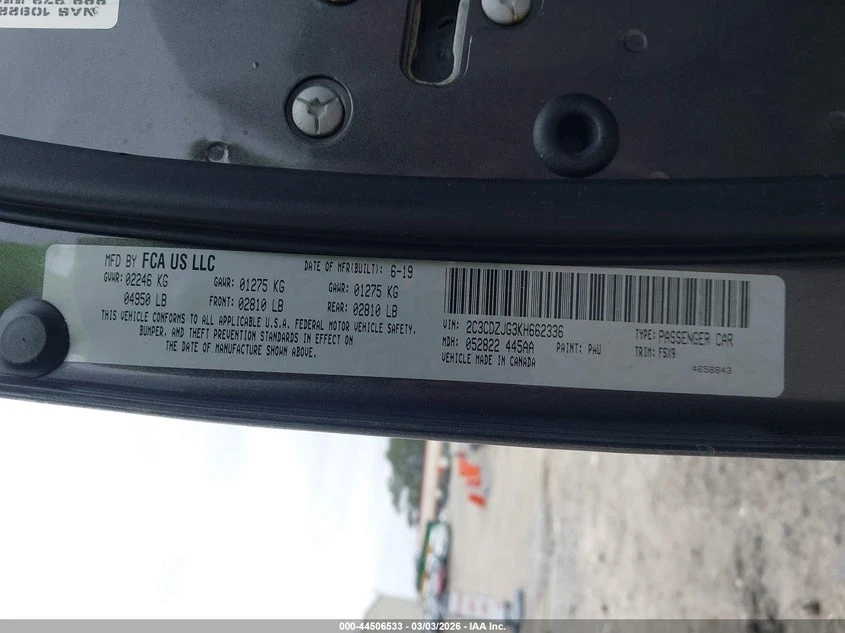 WAS 10922
MFD BY FCA US LLC
DATE OF MFR(BUILT): 6-19
GVWR: 02246 KG
GAWR: 01275 KG
GAWR: 01275 KG
04950 LB
FRONT: 02810 LB
REAR: 02810 LB
THIS VEHICLE CONFORMS TO ALL APPLICABLE U.S.A. FEDERAL MOTOR VEHICLE SAFETY,
BUMPER, AND THEFT PREVENTION STANDARDS IN EFFECT ON
THE DATE OF MANUFACTURE SHOWN ABOVE.
VIN: 2C3CDZJG3KH662336
TYPE: PASSENGER CAR
MDH: 052822 445AA
PAINT: PWU
TRIM: F5X9
VEHICLE MADE IN CANADA
4658843
000-44506533 - 03/03/2026 - IAA Inc.